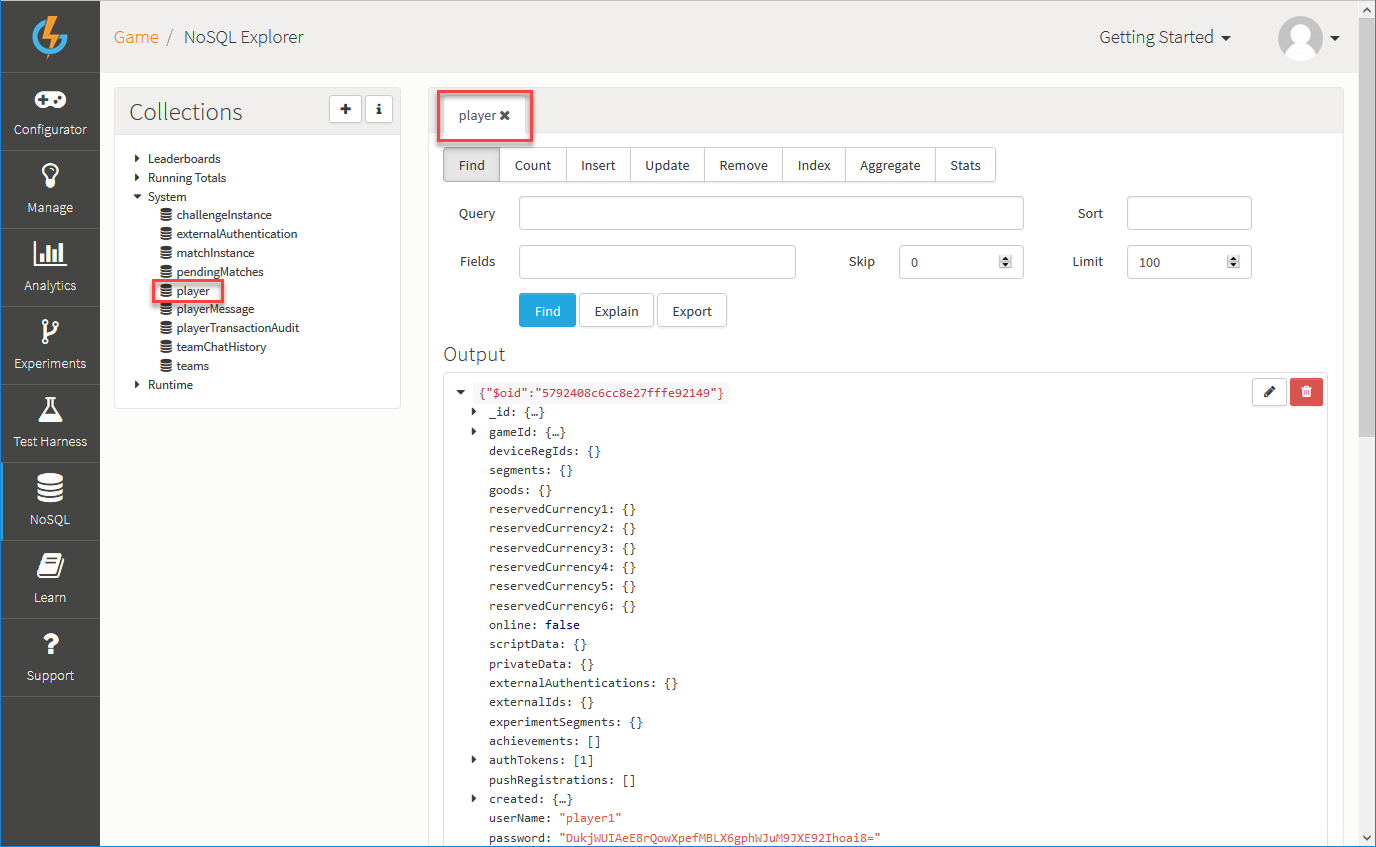 Game / NoSQL Explorer
Getting Started
Configurator
Manage
Analytics
Experiments
Test Harness
NoSQL
Learn
Support
Collections
Leaderboards
Running Totals
System
challengeInstance
externalAuthentication
matchInstance
pendingMatches
player
playerMessage
playerTransactionAudit
teamChatHistory
teams
Runtime
player
Find Count Insert Update Remove Index Aggregate Stats
Query Sort
Fields Skip 0 Limit 100
Find Explain Export
Output
{"$oid":"5792408c6cc8e27fffe92149"}
_id: {…}
gameId: {…}
deviceRegIds: {}
segments: {}
goods: {}
reservedCurrency1: {}
reservedCurrency2: {}
reservedCurrency3: {}
reservedCurrency4: {}
reservedCurrency5: {}
reservedCurrency6: {}
online: false
scriptData: {}
privateData: {}
externalAuthentications: {}
externalIds: {}
experimentSegments: {}
achievements: []
authTokens: [1]
pushRegistrations: []
created: {…}
userName: "player1"
password: "DukjWUIAeE8rQowXpefMBLX6gphWJuM9JXE92Ihoai8="